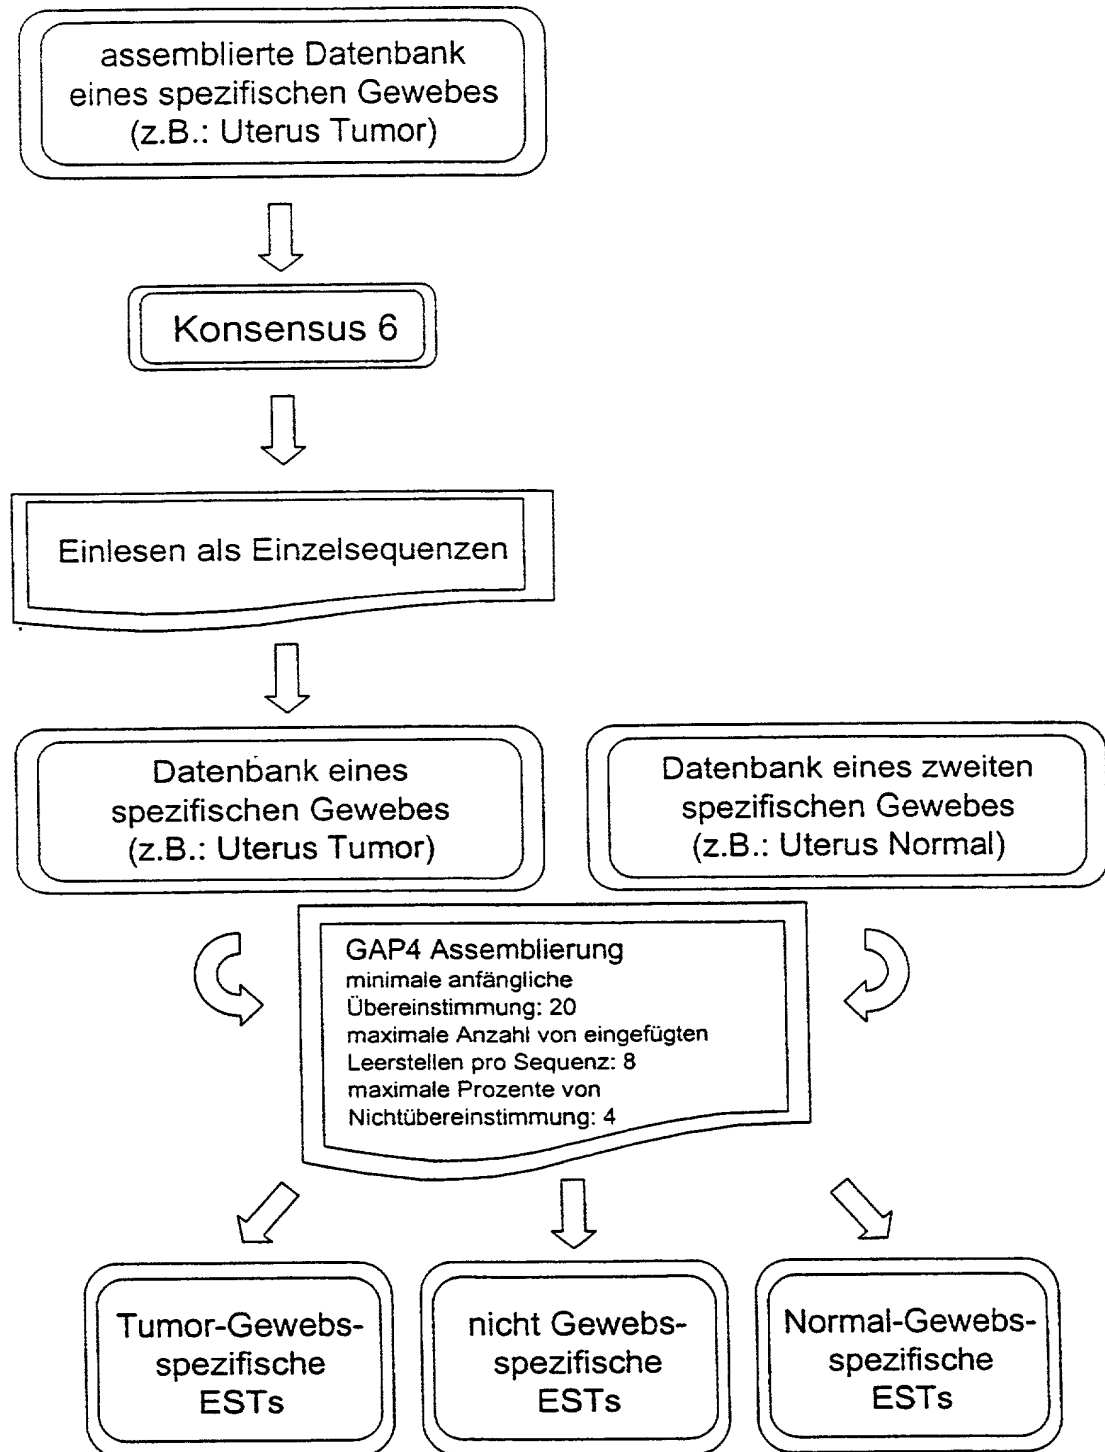 assemblierte Datenbank
eines spezifischen Gewebes
(z.B.: Uterus Tumor)
Konsensus 6
Einlesen als Einzelsequenzen
Datenbank eines
spezifischen Gewebes
(z.B.: Uterus Tumor)
Datenbank eines zweiten
spezifischen Gewebes
(z.B.: Uterus Normal)
GAP4 Assemblierung
minimale anfängliche
Übereinstimmung: 20
maximale Anzahl von eingefügten
Leerstellen pro Sequenz: 8
maximale Prozente von
Nichtübereinstimmung: 4
Tumor-Gewebs-
spezifische
ESTs
nicht Gewebs-
spezifische
ESTs
Normal-Gewebs-
spezifische
ESTs